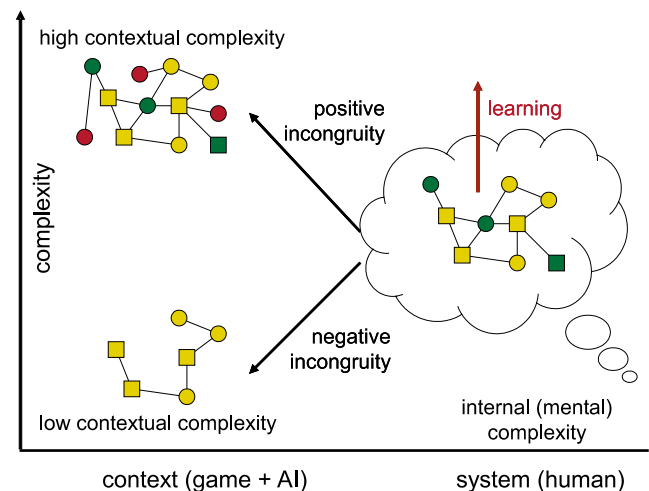 high contextual complexity
positive
incongruity
learning
complexity
negative
incongruity
low contextual complexity
internal (mental)
complexity
context (game + AI)
system (human)